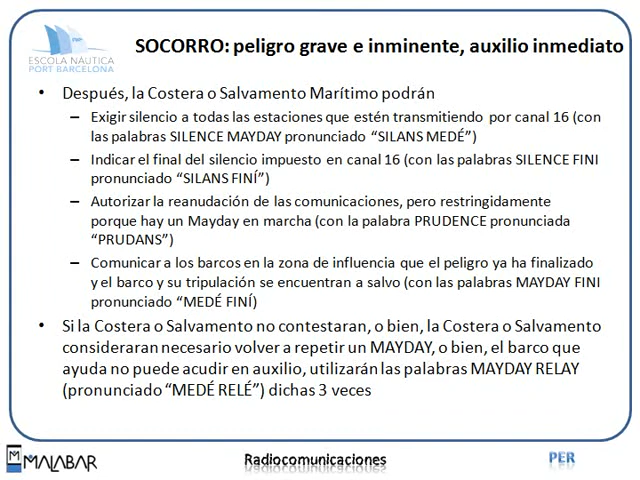 ESCOLA NÀUTICA
PORT BARCELONA
SOCORRO: peligro grave e inminente, auxilio inmediato
• Después, la Costera o Salvamento Marítimo podrán
– Exigir silencio a todas las estaciones que estén transmitiendo por canal 16 (con
las palabras SILENCE MAYDAY pronunciado “SILANS MEDÉ”)
– Indicar el final del silencio impuesto en canal 16 (con las palabras SILENCE FINI
pronunciado “SILANS FINÍ”)
– Autorizar la reanudación de las comunicaciones, pero restringidamente
porque hay un Mayday en marcha (con la palabra PRUDENCE pronunciada
“PRUDANS”)
– Comunicar a los barcos en la zona de influencia que el peligro ya ha finalizado
y el barco y su tripulación se encuentran a salvo (con las palabras MAYDAY FINI
pronunciado “MEDÉ FINÍ)
• Si la Costera o Salvamento no contestaran, o bien, la Costera o Salvamento
consideraran necesario volver a repetir un MAYDAY, o bien, el barco que
ayuda no puede acudir en auxilio, utilizarán las palabras MAYDAY RELAY
(pronunciado “MEDÉ RELÉ”) dichas 3 veces
MALABAR
Radiocomunicaciones
PER